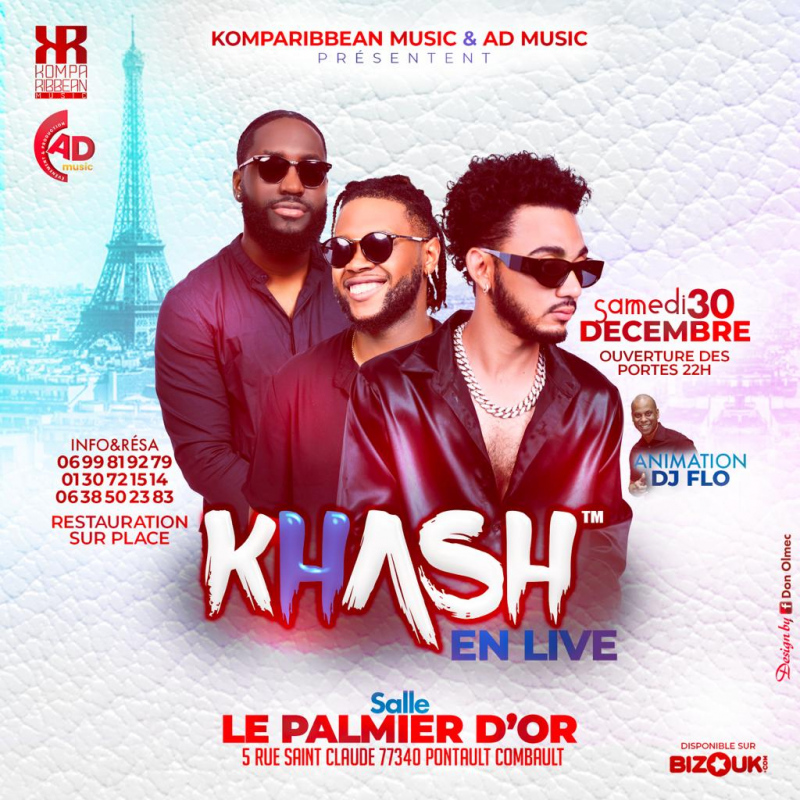 KOMPARIBBEAN MUSIC & AD MUSIC
PRÉSENTENT
KR
KOMPA
RIBBEAN
MUSIC
AD
music
samedi 30
DECEMBRE
OUVERTURE DES
PORTES 22H
ANIMATION
DJ FLO
INFO&RÉSA
06 99 81 92 79
01 30 72 15 14
06 38 50 23 83
RESTAURATION
SUR PLACE
KHASH™
EN LIVE
Design by f Don Olmec
Salle
LE PALMIER D'OR
5 RUE SAINT CLAUDE 77340 PONTAULT COMBAULT
DISPONIBLE SUR
BIZOUK.COM